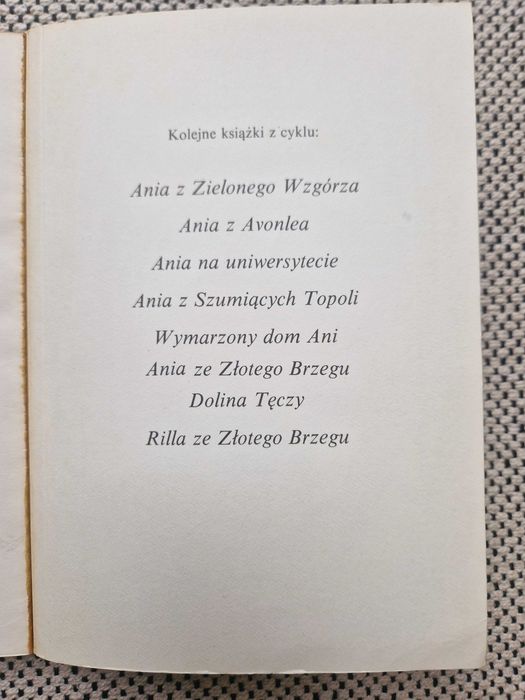 Kolejne książki z cyklu:
Ania z Zielonego Wzgórza
Ania z Avonlea
Ania na uniwersytecie
Ania z Szumiących Topoli
Wymarzony dom Ani
Ania ze Złotego Brzegu
Dolina Tęczy
Rilla ze Złotego Brzegu